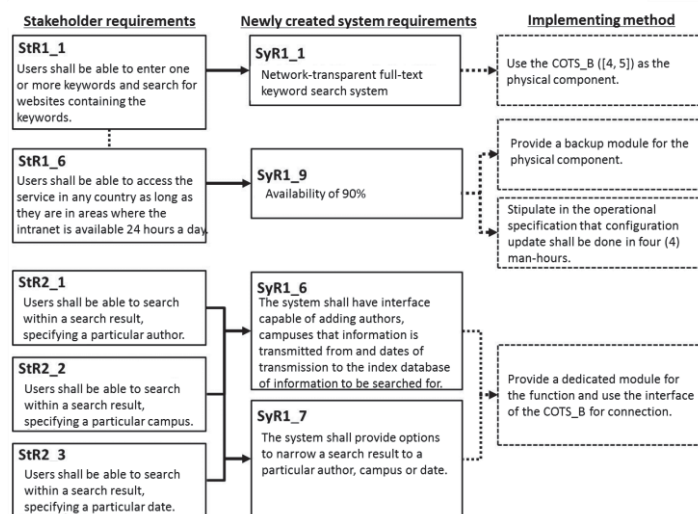 Stakeholder requirements
Newly created system requirements
Implementing method
StR1_1
Users shall be able to enter one
or more keywords and search for
websites containing the
keywords.
SyR1_1
Network-transparent full-text
keyword search system
Use the COTS_B ([4, 5]) as the
physical component.
StR1_6
Users shall be able to access the
service in any country as long as
they are in areas where the
intranet is available 24 hours a day.
SyR1_9
Availability of 90%
Provide a backup module for the
physical component.
Stipulate in the operational
specification that configuration
update shall be done in four (4)
man-hours.
StR2_1
Users shall be able to search
within a search result,
specifying a particular author.
StR2_2
Users shall be able to search
within a search result,
specifying a particular campus.
StR2_3
Users shall be able to search
within a search result,
specifying a particular date.
SyR1_6
The system shall have interface
capable of adding authors,
campuses that information is
transmitted from and dates of
transmission to the index database
of information to be searched for.
SyR1_7
The system shall provide options
to narrow a search result to a
particular author, campus or date.
Provide a dedicated module for
the function and use the interface
of the COTS_B for connection.